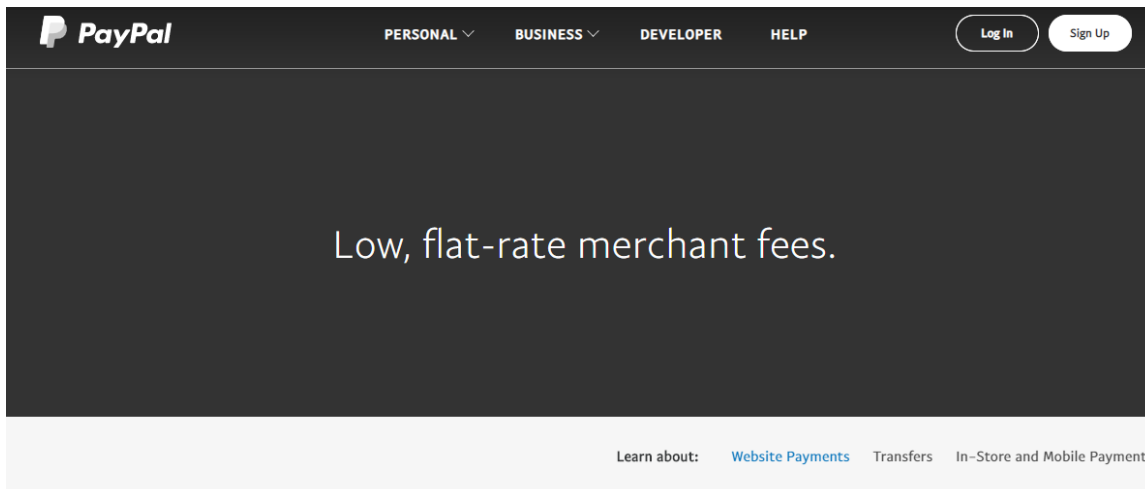 PayPal PERSONAL BUSINESS DEVELOPER HELP Log In Sign Up
Low, flat-rate merchant fees.
Learn about: Website Payments Transfers In-Store and Mobile Payment